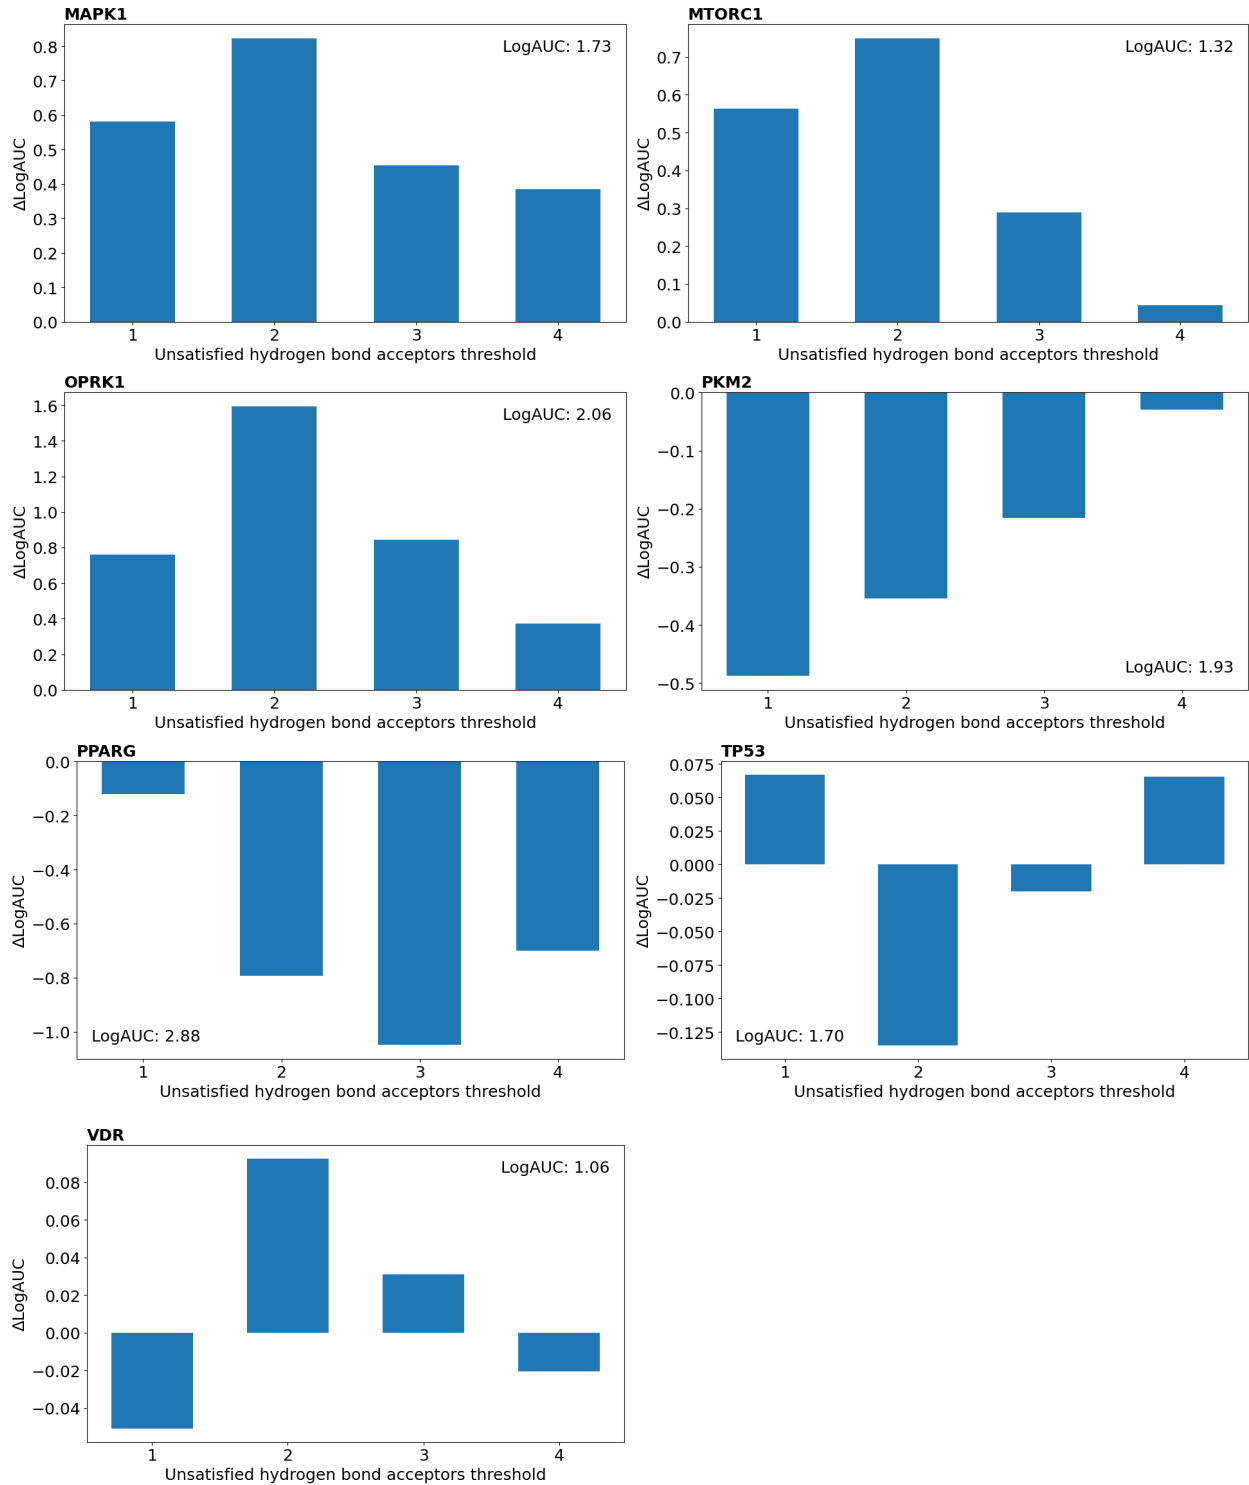 MAPK1
LogAUC: 1.73
ΔLogAUC
0.8
0.7
0.6
0.5
0.4
0.3
0.2
0.1
0.0
1 2 3 4
Unsatisfied hydrogen bond acceptors threshold
MTORC1
LogAUC: 1.32
ΔLogAUC
0.7
0.6
0.5
0.4
0.3
0.2
0.1
0.0
1 2 3 4
Unsatisfied hydrogen bond acceptors threshold
OPRK1
LogAUC: 2.06
ΔLogAUC
1.6
1.4
1.2
1.0
0.8
0.6
0.4
0.2
0.0
1 2 3 4
Unsatisfied hydrogen bond acceptors threshold
PKM2
ΔLogAUC
0.0
−0.1
−0.2
−0.3
−0.4
−0.5
LogAUC: 1.93
1 2 3 4
Unsatisfied hydrogen bond acceptors threshold
PPARG
ΔLogAUC
0.0
−0.2
−0.4
−0.6
−0.8
−1.0
LogAUC: 2.88
1 2 3 4
Unsatisfied hydrogen bond acceptors threshold
TP53
ΔLogAUC
0.075
0.050
0.025
0.000
−0.025
−0.050
−0.075
−0.100
−0.125
LogAUC: 1.70
1 2 3 4
Unsatisfied hydrogen bond acceptors threshold
VDR
LogAUC: 1.06
ΔLogAUC
0.08
0.06
0.04
0.02
0.00
−0.02
−0.04
1 2 3 4
Unsatisfied hydrogen bond acceptors threshold